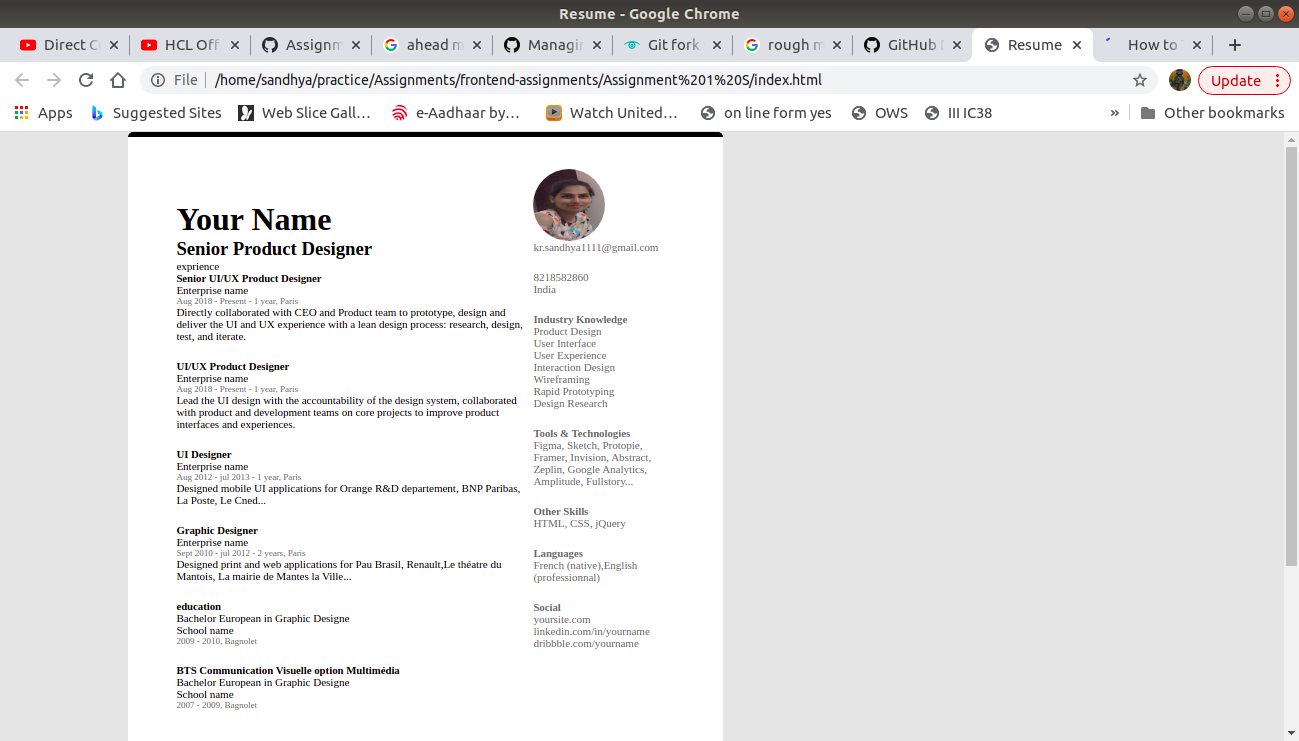 Resume - Google Chrome
Direct C
HCL Off
Assignm
ahead m
Managin
Git fork
rough m
GitHub
Resume
How to
File
/home/sandhya/practice/Assignments/frontend-assignments/Assignment%201%20S/index.html
Update
Apps
Suggested Sites
Web Slice Gall...
e-Aadhaar by...
Watch United...
on line form yes
OWS
III IC38
»
Other bookmarks
Your Name
Senior Product Designer
exprience
Senior UI/UX Product Designer
Enterprise name
Aug 2018 - Present - 1 year, Paris
Directly collaborated with CEO and Product team to prototype, design and
deliver the UI and UX experience with a lean design process: research, design,
test, and iterate.
UI/UX Product Designer
Enterprise name
Aug 2018 - Present - 1 year, Paris
Lead the UI design with the accountability of the design system, collaborated
with product and development teams on core projects to improve product
interfaces and experiences.
UI Designer
Enterprise name
Aug 2012 - jul 2013 - 1 year, Paris
Designed mobile UI applications for Orange R&D departement, BNP Paribas,
La Poste, Le Cned...
Graphic Designer
Enterprise name
Sept 2010 - jul 2012 - 2 years, Paris
Designed print and web applications for Pau Brasil, Renault,Le théatre du
Mantois, La mairie de Mantes la Ville...
education
Bachelor European in Graphic Designe
School name
2009 - 2010, Bagnolet
BTS Communication Visuelle option Multimédia
Bachelor European in Graphic Designe
School name
2007 - 2009, Bagnolet
kr.sandhya1111@gmail.com
8218582860
India
Industry Knowledge
Product Design
User Interface
User Experience
Interaction Design
Wireframing
Rapid Prototyping
Design Research
Tools & Technologies
Figma, Sketch, Protopie,
Framer, Invision, Abstract,
Zeplin, Google Analytics,
Amplitude, Fullstory...
Other Skills
HTML, CSS, jQuery
Languages
French (native),English
(professionnal)
Social
yoursite.com
linkedin.com/in/yourname
dribbble.com/yourname